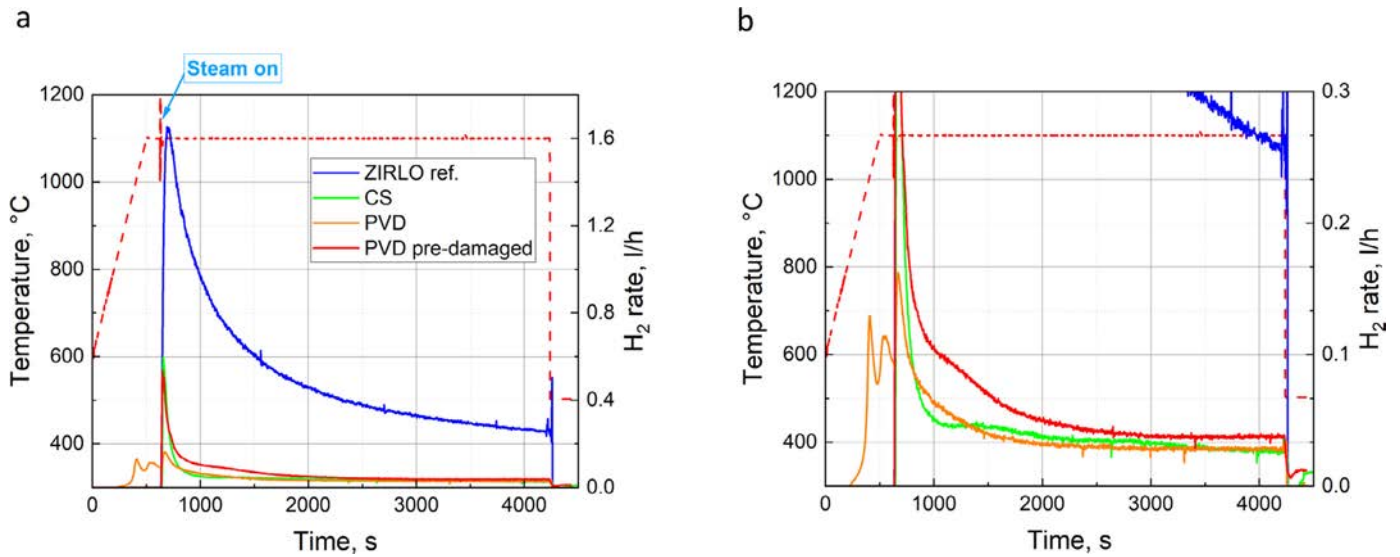 a
Steam on
1200
1000
800
600
400
Temperature, °C
1.6
1.2
0.8
0.4
0.0
H₂ rate, l/h
ZIRLO ref.
CS
PVD
PVD pre-damaged
0 1000 2000 3000 4000
Time, s
b
1200
1000
800
600
400
Temperature, °C
0.3
0.2
0.1
0.0
H₂ rate, l/h
0 1000 2000 3000 4000
Time, s